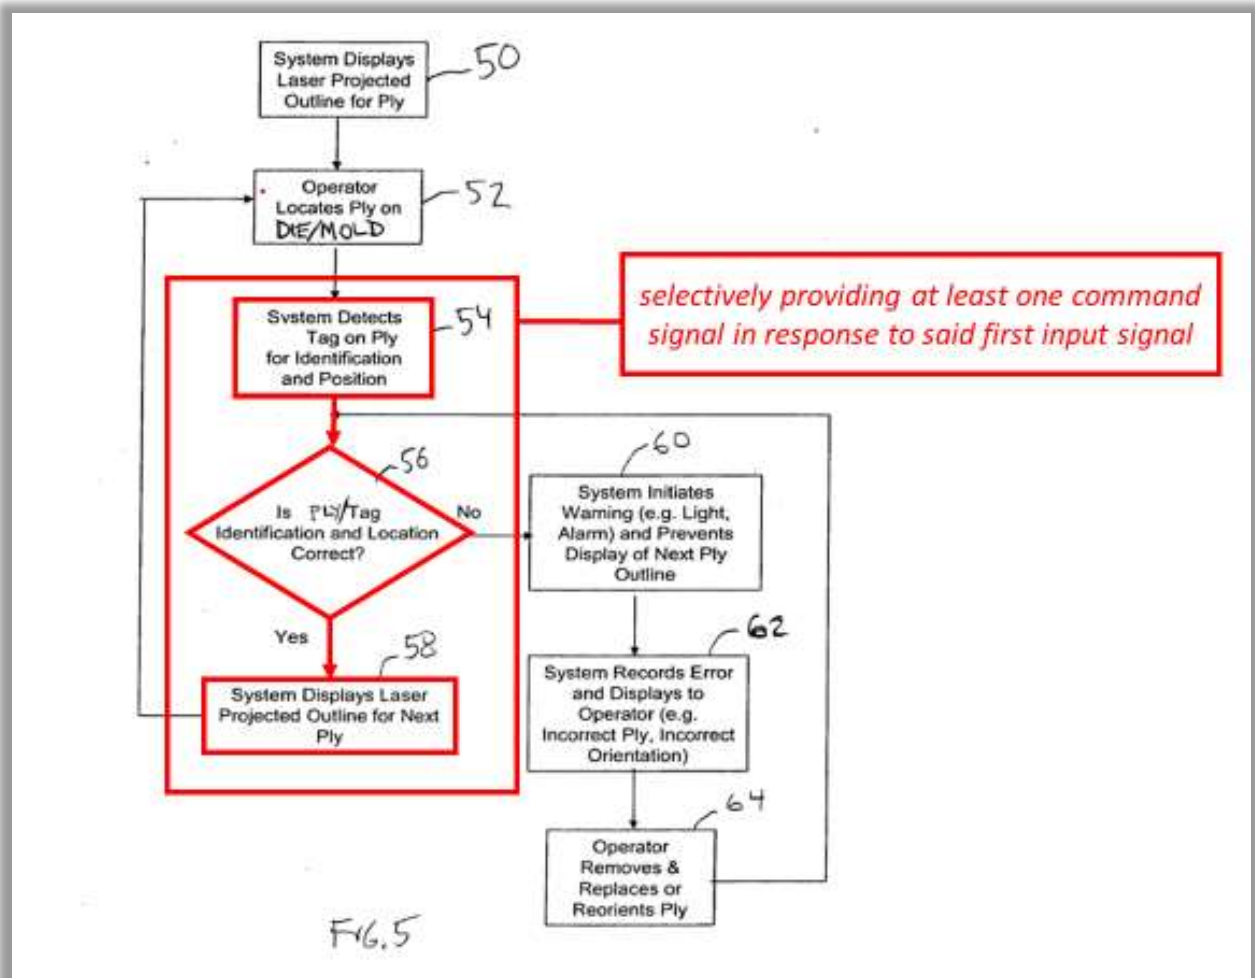 System Displays
Laser Projected
Outline for Ply
50
Operator
Locates Ply on
DIE/MOLD
52
selectively providing at least one command
signal in response to said first input signal
System Detects
Tag on Ply
for Identification
and Position
54
56
Is PLY/Tag
Identification and Location
Correct?
No
Yes
58
System Displays Laser
Projected Outline for Next
Ply
60
System Initiates
Warning (e.g. Light,
Alarm) and Prevents
Display of Next Ply
Outline
62
System Records Error
and Displays to
Operator (e.g.
Incorrect Ply, Incorrect
Orientation)
64
Operator
Removes &
Replaces or
Reorients Ply
FIG.5